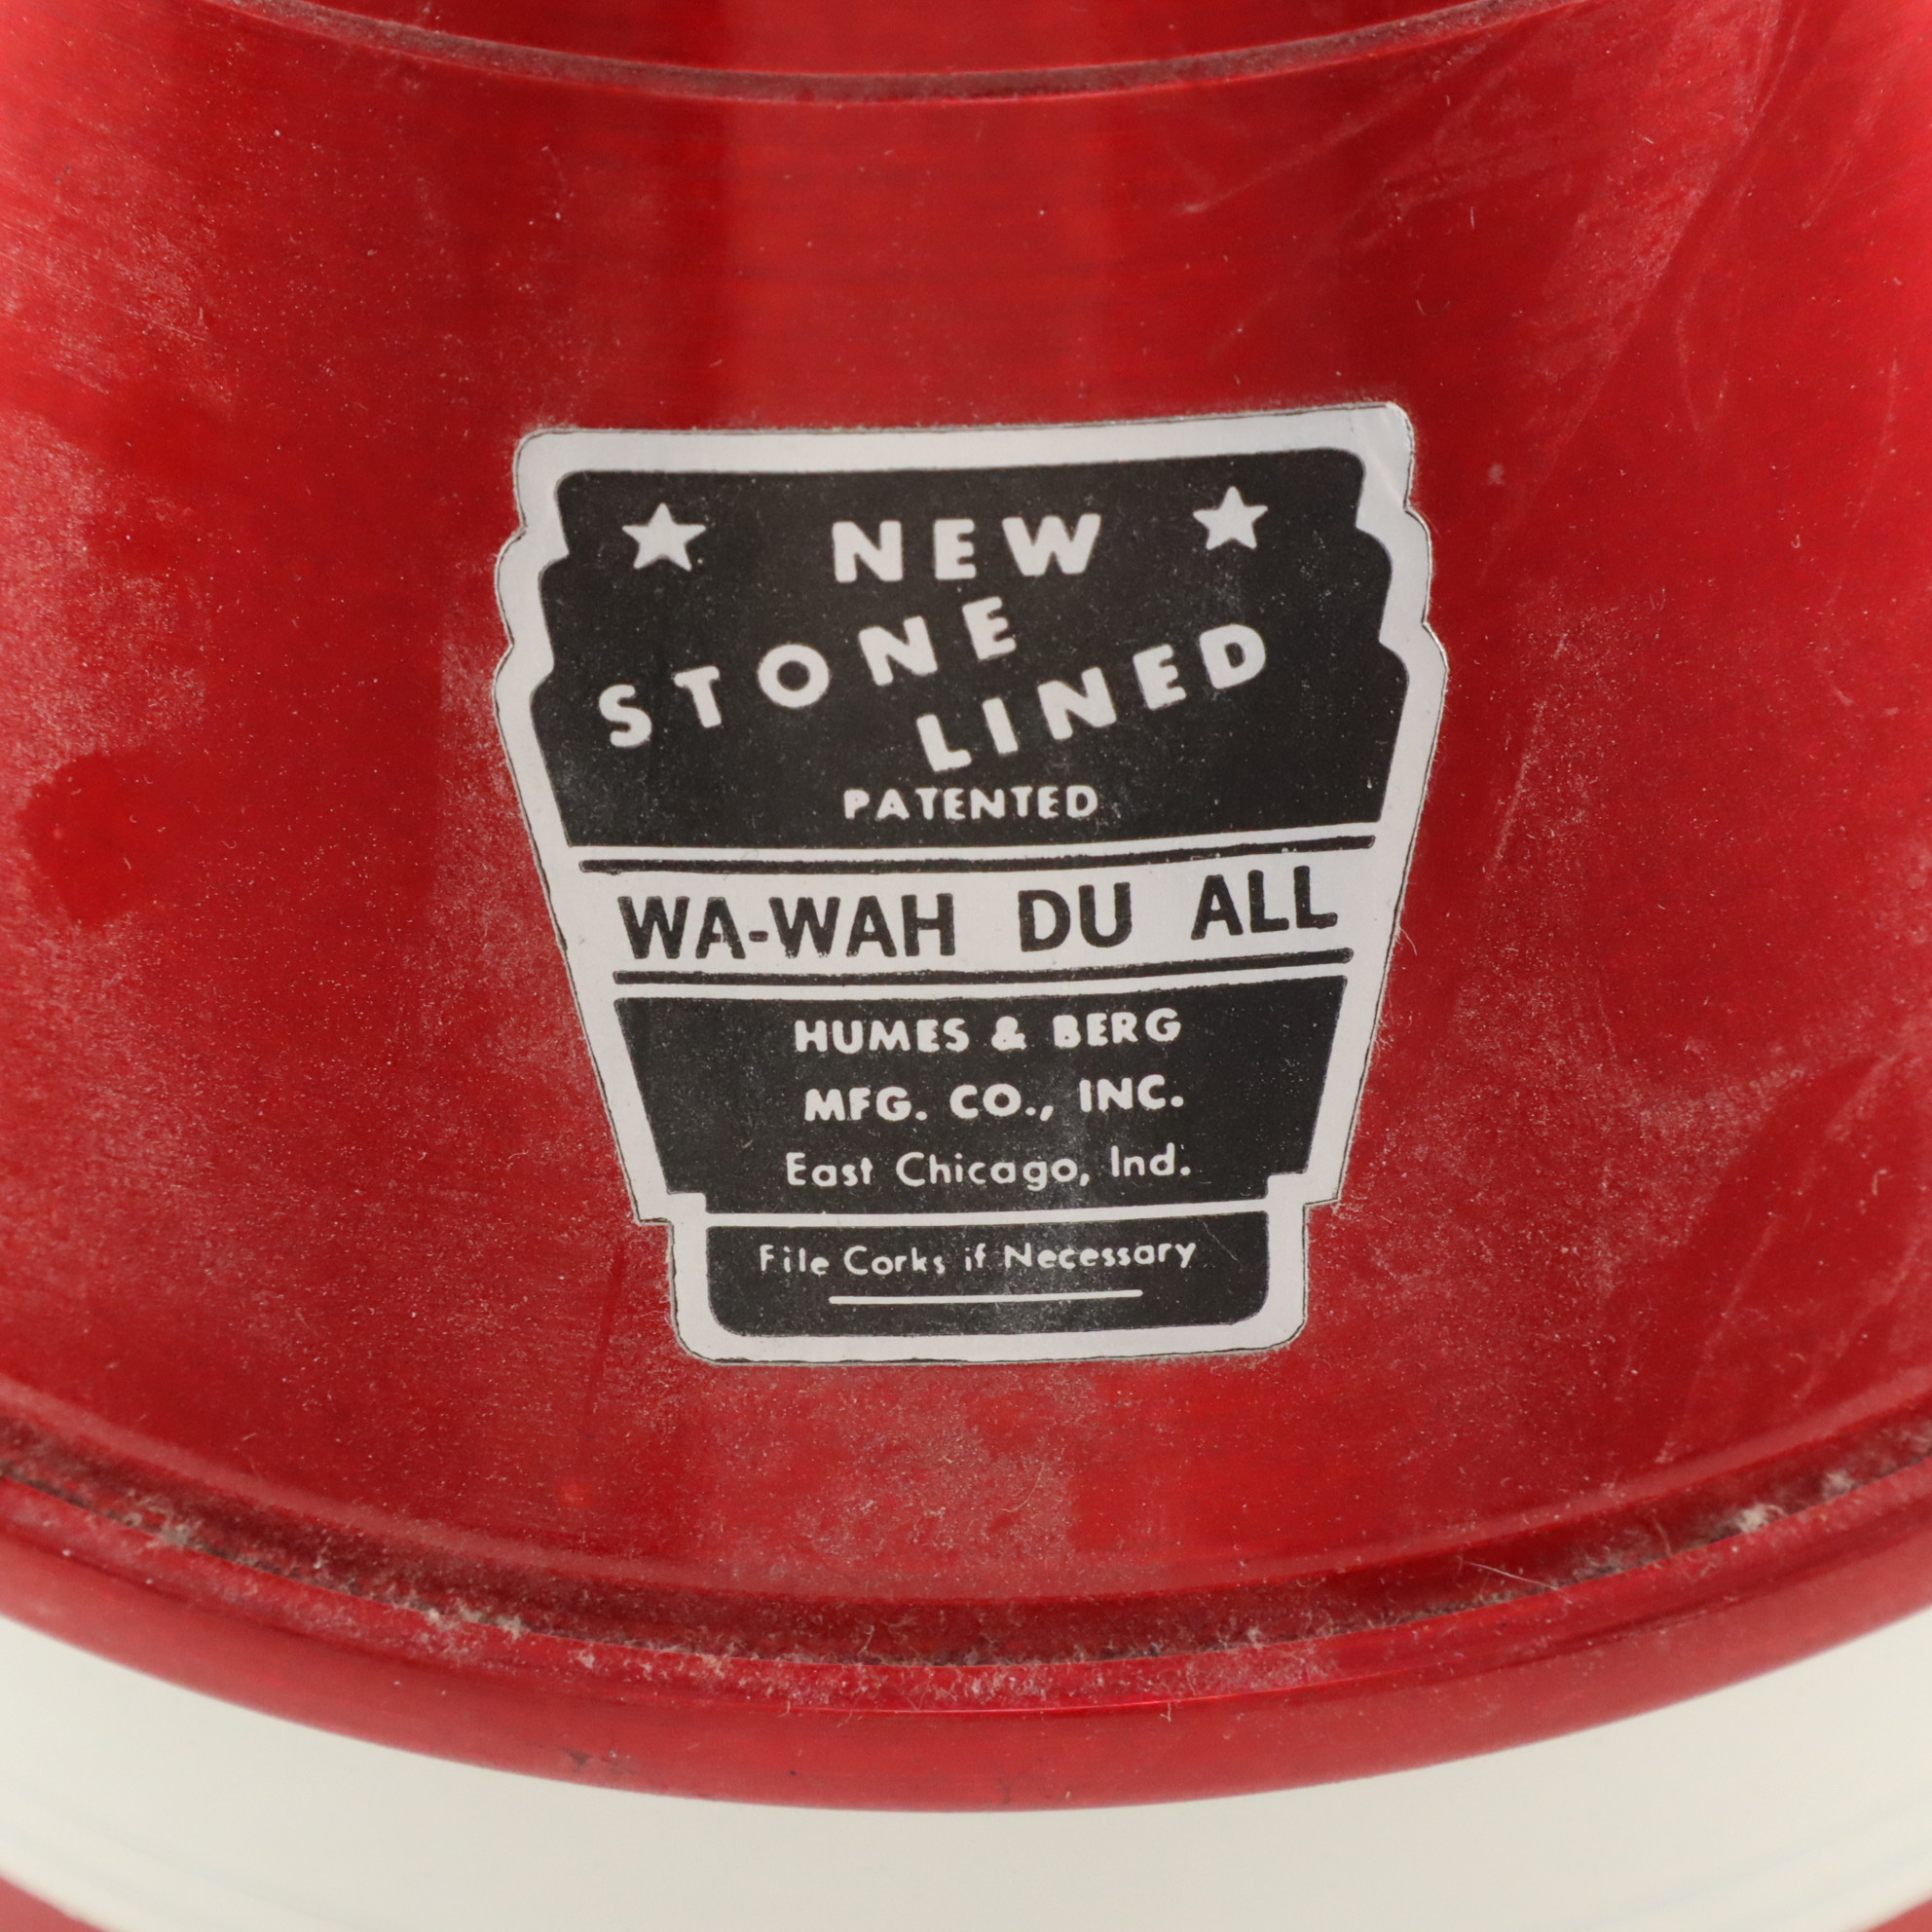 NEW
STONE
LINED
PATENTED
WA-WAH DU ALL
HUMES & BERG
MFG. CO., INC.
East Chicago, Ind.
File Corks if Necessary